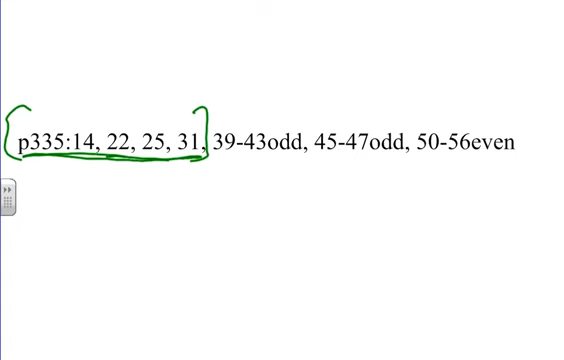 p335:14, 22, 25, 31, 39-43odd, 45-47odd, 50-56even